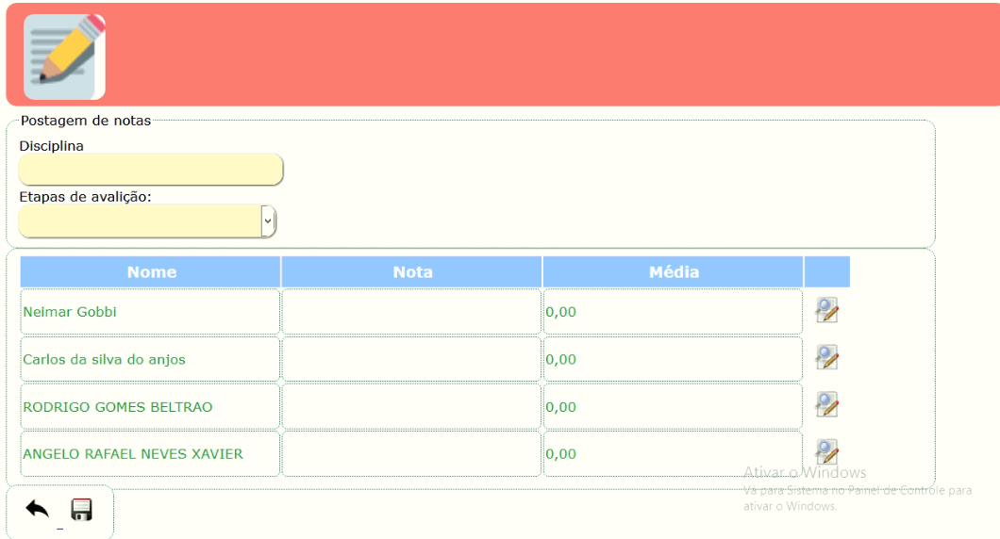 Postagem de notas
Disciplina
Etapas de avalição:
Nome Nota Média
Neimar Gobbi 0,00
Carlos da silva do anjos 0,00
RODRIGO GOMES BELTRAO 0,00
ANGELO RAFAEL NEVES XAVIER 0,00
Ativar o Windows
Vá para Sistema no Painel de Controle para
ativar o Windows.